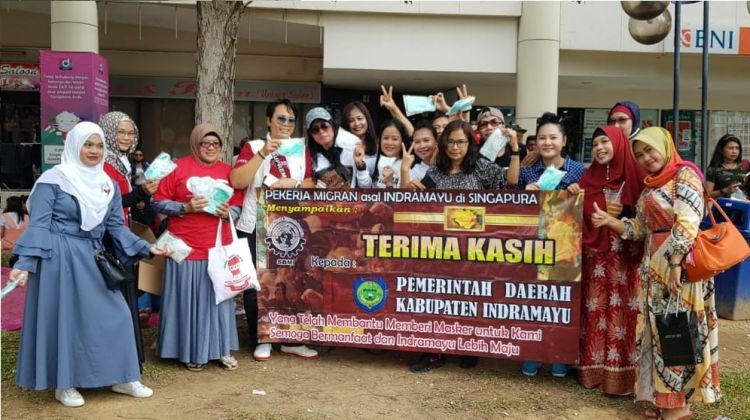 BNI
PEKERJA MIGRAN asal INDRAMAYU di SINGAPURA
Menyampaikan
TERIMA KASIH
Kepada :
GBMI
PEMERINTAH DAERAH
KABUPATEN INDRAMAYU
Yang Telah Membantu Memberi Masker untuk Kami
Semoga Bermanfaat dan Indramayu Lebih Maju